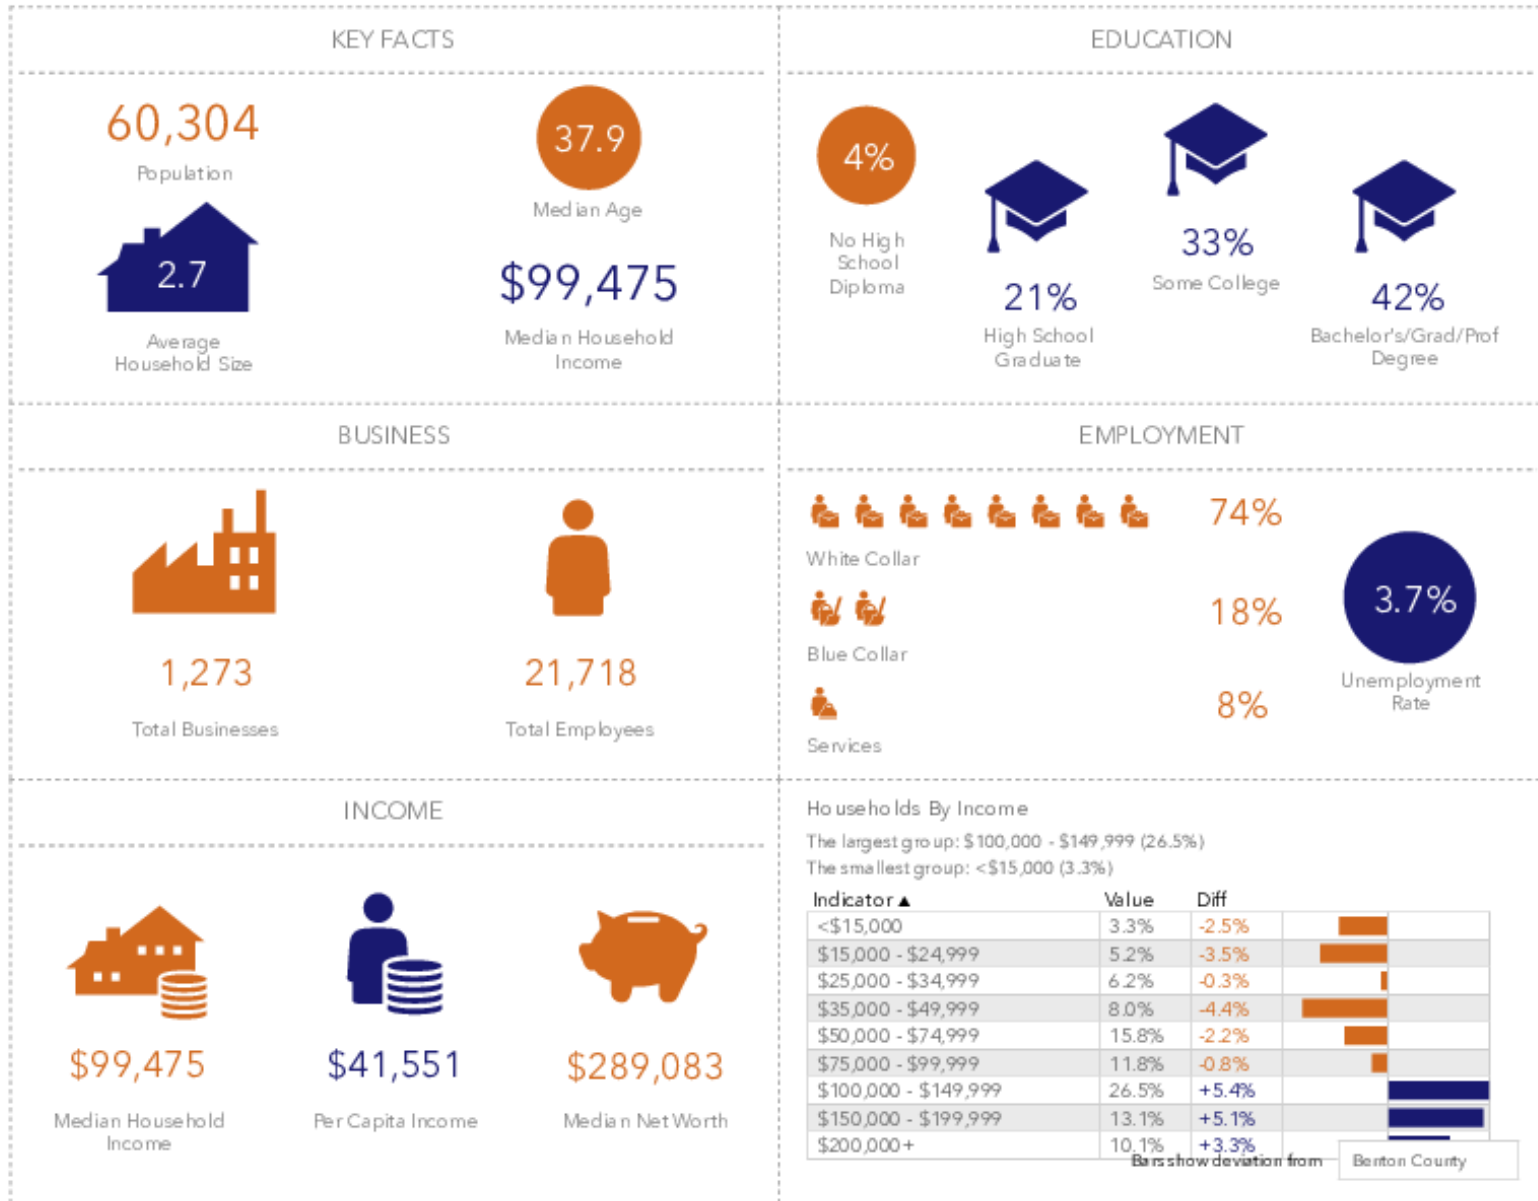 KEY FACTS
60,304
Population
37.9
Median Age
2.7
Average
Household Size
$99,475
Median Household
Income
EDUCATION
4%
No High
School
Diploma
21%
High School
Graduate
33%
Some College
42%
Bachelor's/Grad/Prof
Degree
BUSINESS
1,273
Total Businesses
21,718
Total Employees
EMPLOYMENT
74%
White Collar
18%
Blue Collar
8%
Services
3.7%
Unemployment
Rate
INCOME
$99,475
Median Household
Income
$41,551
Per Capita Income
$289,083
Median Net Worth
Households By Income
The largest group: $100,000 - $149,999 (26.5%)
The smallest group: <$15,000 (3.3%)
Indicator ▲ Value Diff
<$15,000 3.3% -2.5%
$15,000 - $24,999 5.2% -3.5%
$25,000 - $34,999 6.2% -0.3%
$35,000 - $49,999 8.0% -4.4%
$50,000 - $74,999 15.8% -2.2%
$75,000 - $99,999 11.8% -0.8%
$100,000 - $149,999 26.5% +5.4%
$150,000 - $199,999 13.1% +5.1%
$200,000+ 10.1% +3.3%
Bars show deviation from Benton County